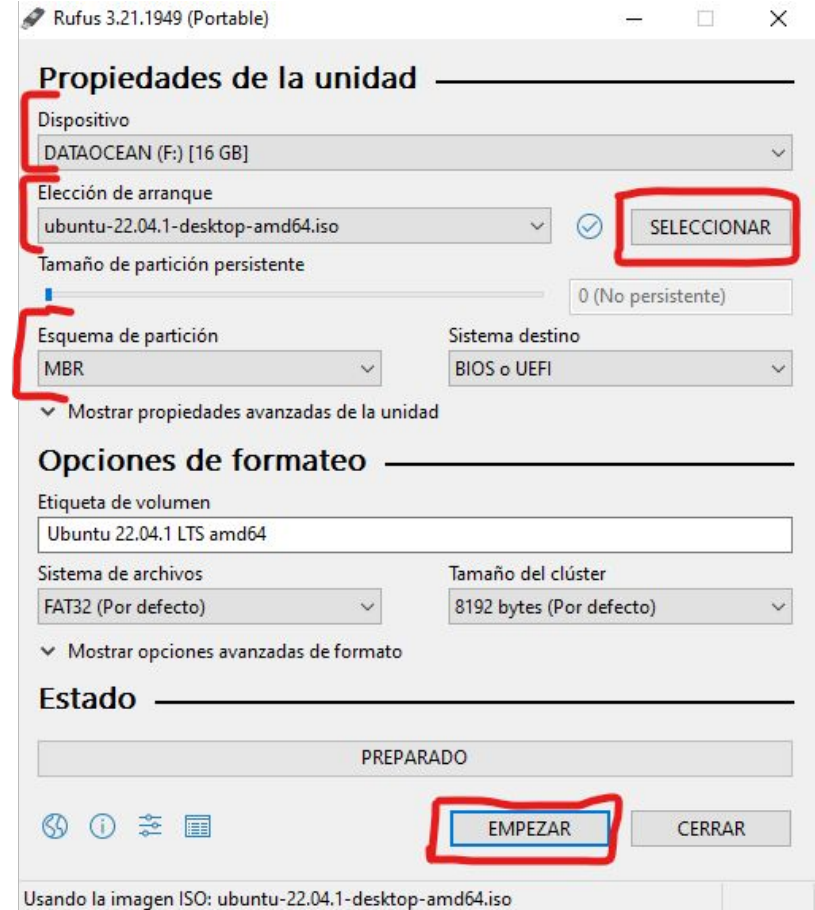 Rufus 3.21.1949 (Portable)
Propiedades de la unidad
Dispositivo
DATAOCEAN (F:) [16 GB]
Elección de arranque
ubuntu-22.04.1-desktop-amd64.iso
SELECCIONAR
Tamaño de partición persistente
0 (No persistente)
Esquema de partición
Sistema destino
MBR
BIOS o UEFI
Mostrar propiedades avanzadas de la unidad
Opciones de formateo
Etiqueta de volumen
Ubuntu 22.04.1 LTS amd64
Sistema de archivos
Tamaño del clúster
FAT32 (Por defecto)
8192 bytes (Por defecto)
Mostrar opciones avanzadas de formato
Estado
PREPARADO
EMPEZAR
CERRAR
Usando la imagen ISO: ubuntu-22.04.1-desktop-amd64.iso